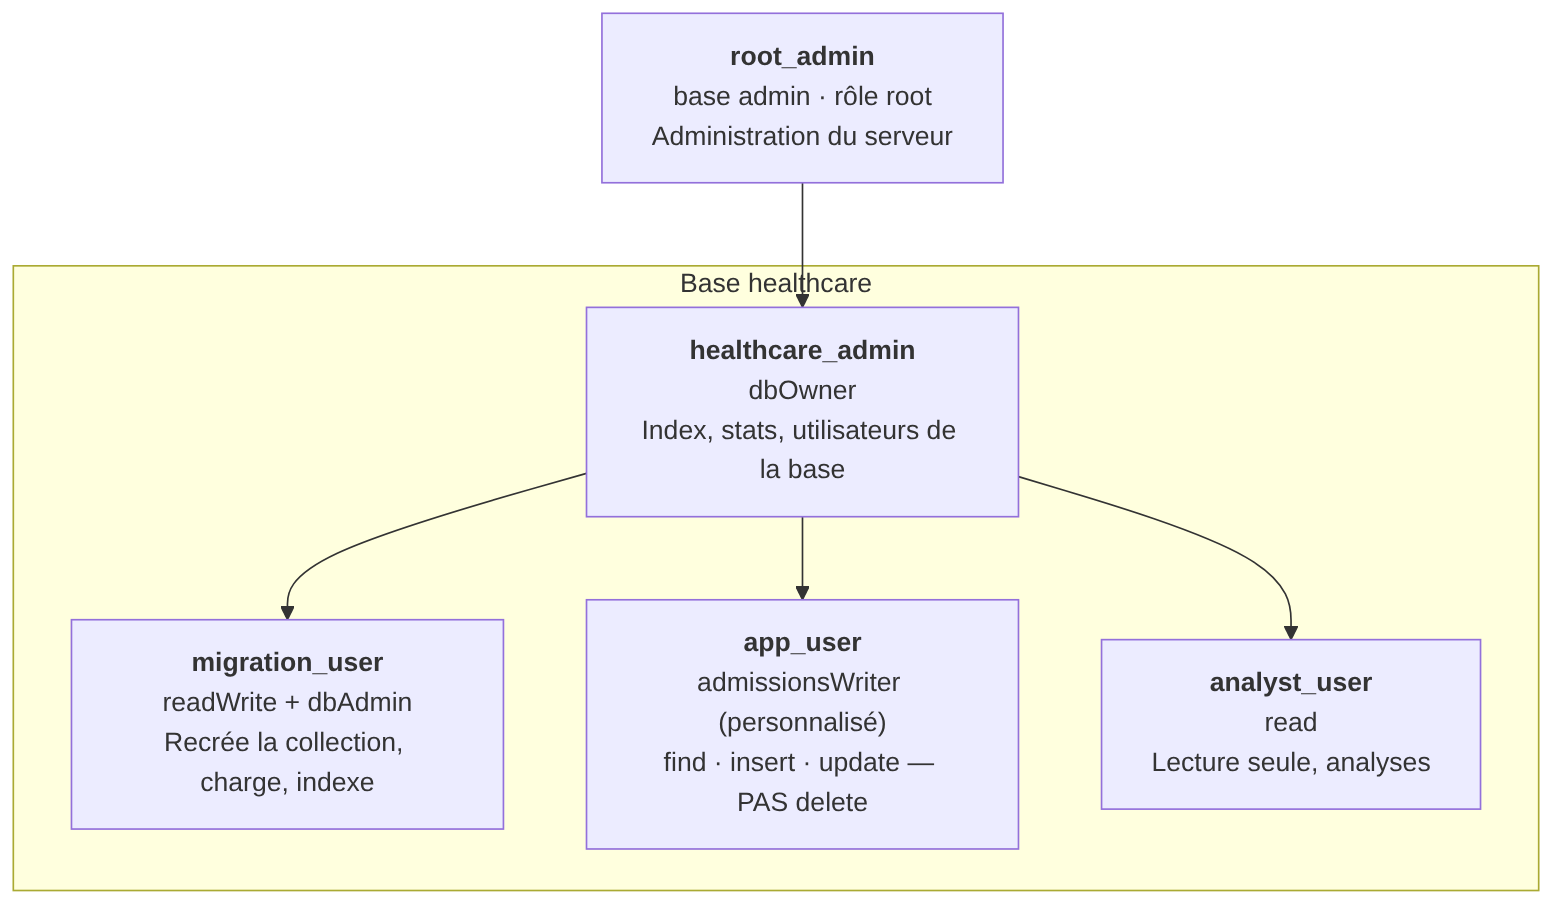 root_admin
base admin · rôle root
Administration du serveur
Base healthcare
healthcare_admin
dbOwner
Index, stats, utilisateurs de
la base
migration_user
readWrite + dbAdmin
Recrée la collection,
charge, indexe
app_user
admissionsWriter
(personnalisé)
find · insert · update —
PAS delete
analyst_user
read
Lecture seule, analyses